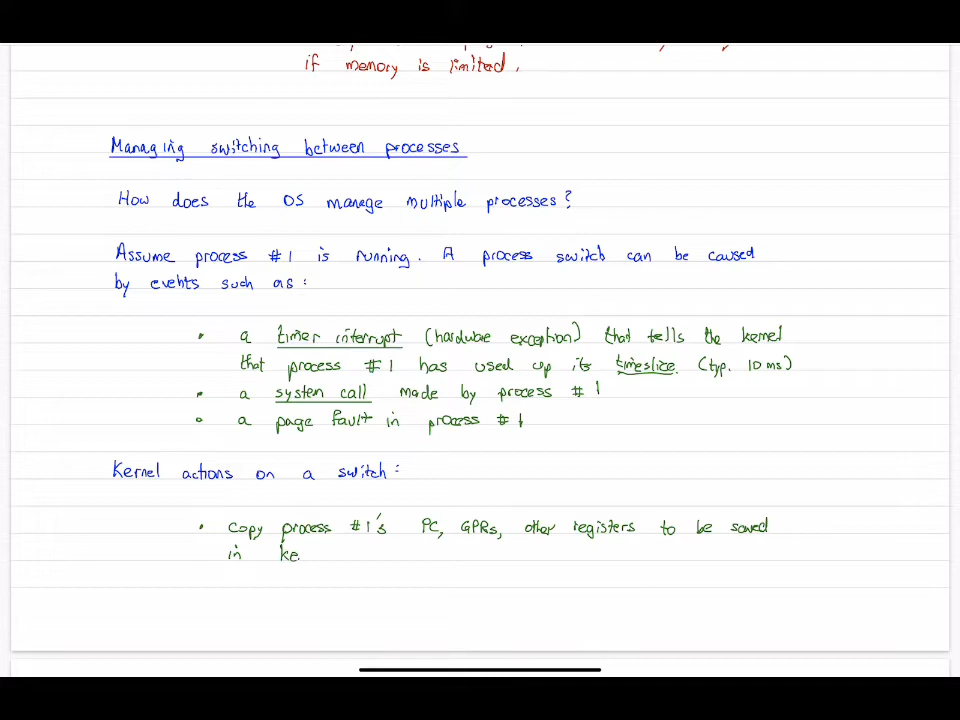 if memory is limited.
Managing switching between processes
How does the OS manage multiple processes?
Assume process #1 is running. A process switch can be caused
by events such as:
• a timer interrupt (hardware exception) that tells the kernel
that process #1 has used up its timeslice. (typ. 10 ms)
• a system call made by process #1
• a page fault in process #1
Kernel actions on a switch:
• copy process #1's PC, GPRs, other registers to be saved
in ke